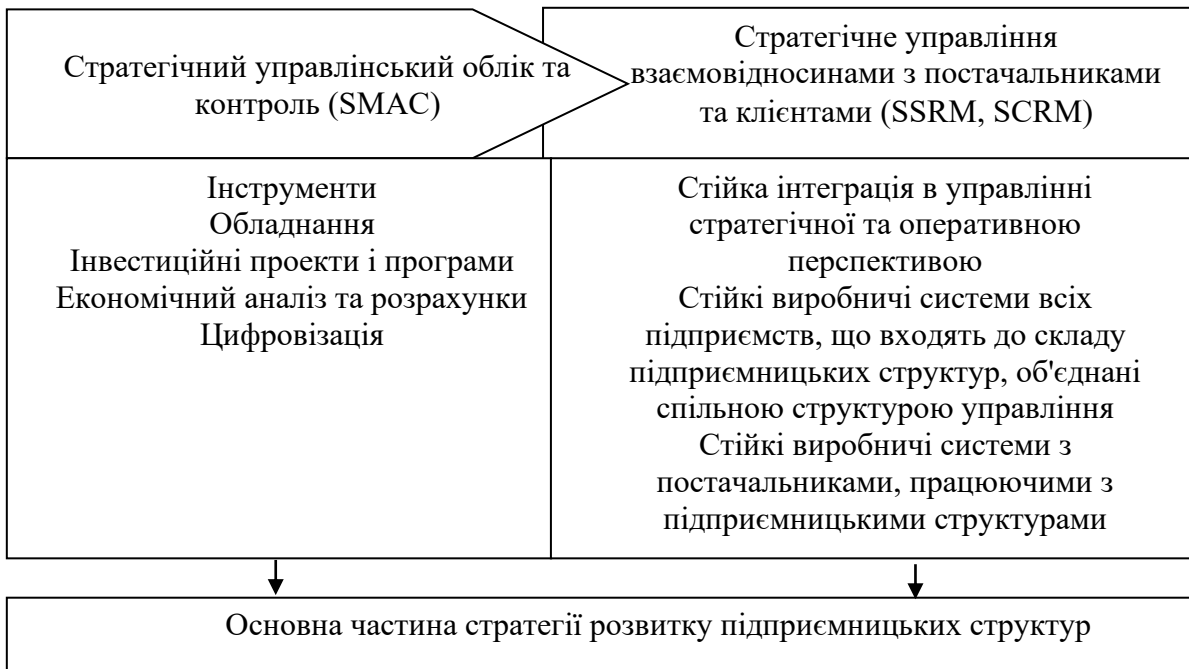 Стратегічний управлінський облік та
контроль (SMAC)
Стратегічне управління
взаємовідносинами з постачальниками
та клієнтами (SSRM, SCRM)
Інструменти
Обладнання
Інвестиційні проекти і програми
Економічний аналіз та розрахунки
Цифровізація
Стійка інтеграція в управлінні
стратегічної та оперативною
перспективою
Стійкі виробничі системи всіх
підприємств, що входять до складу
підприємницьких структур, об'єднані
спільною структурою управління
Стійкі виробничі системи з
постачальниками, працюючими з
підприємницькими структурами
Основна частина стратегії розвитку підприємницьких структур